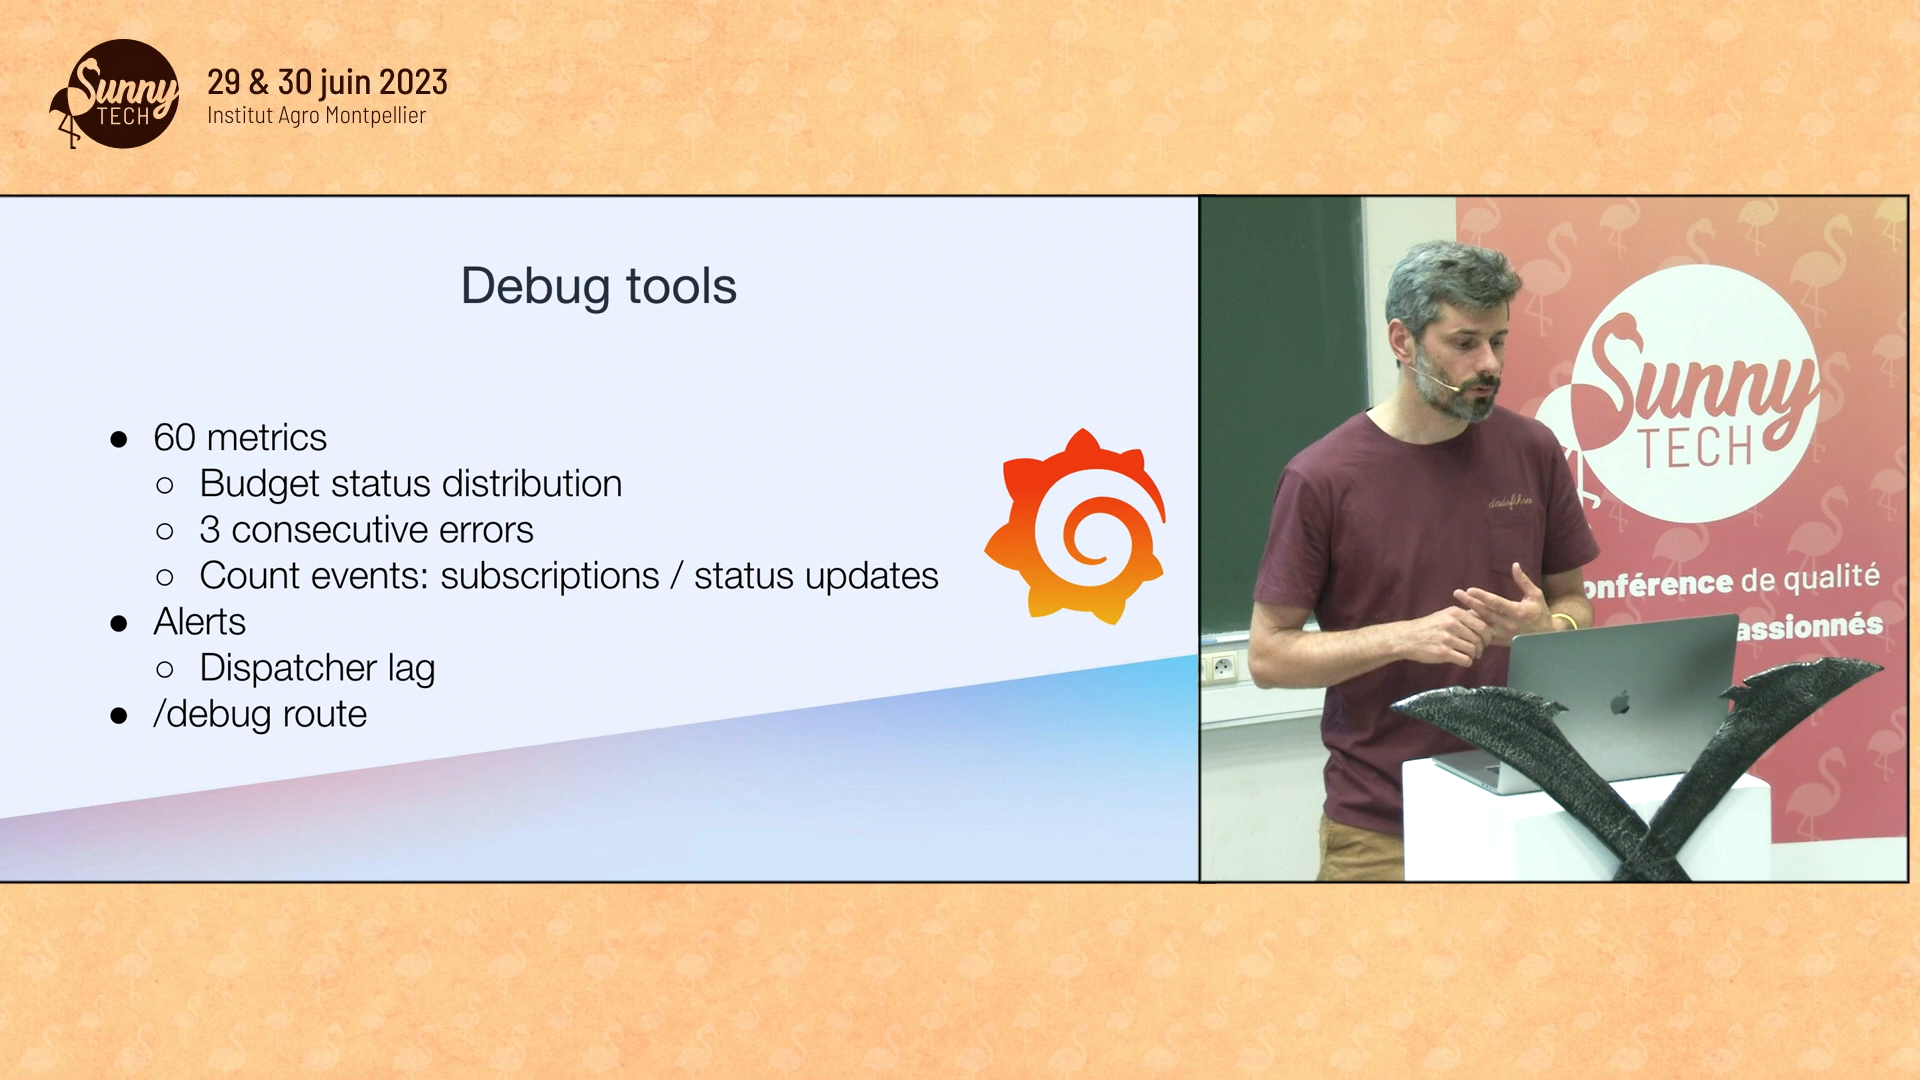 Sunny
TECH
29 & 30 juin 2023
Institut Agro Montpellier
Debug tools
● 60 metrics
○ Budget status distribution
○ 3 consecutive errors
○ Count events: subscriptions / status updates
● Alerts
○ Dispatcher lag
● /debug route
Sunny
TECH
onférence de qualité
assionnés